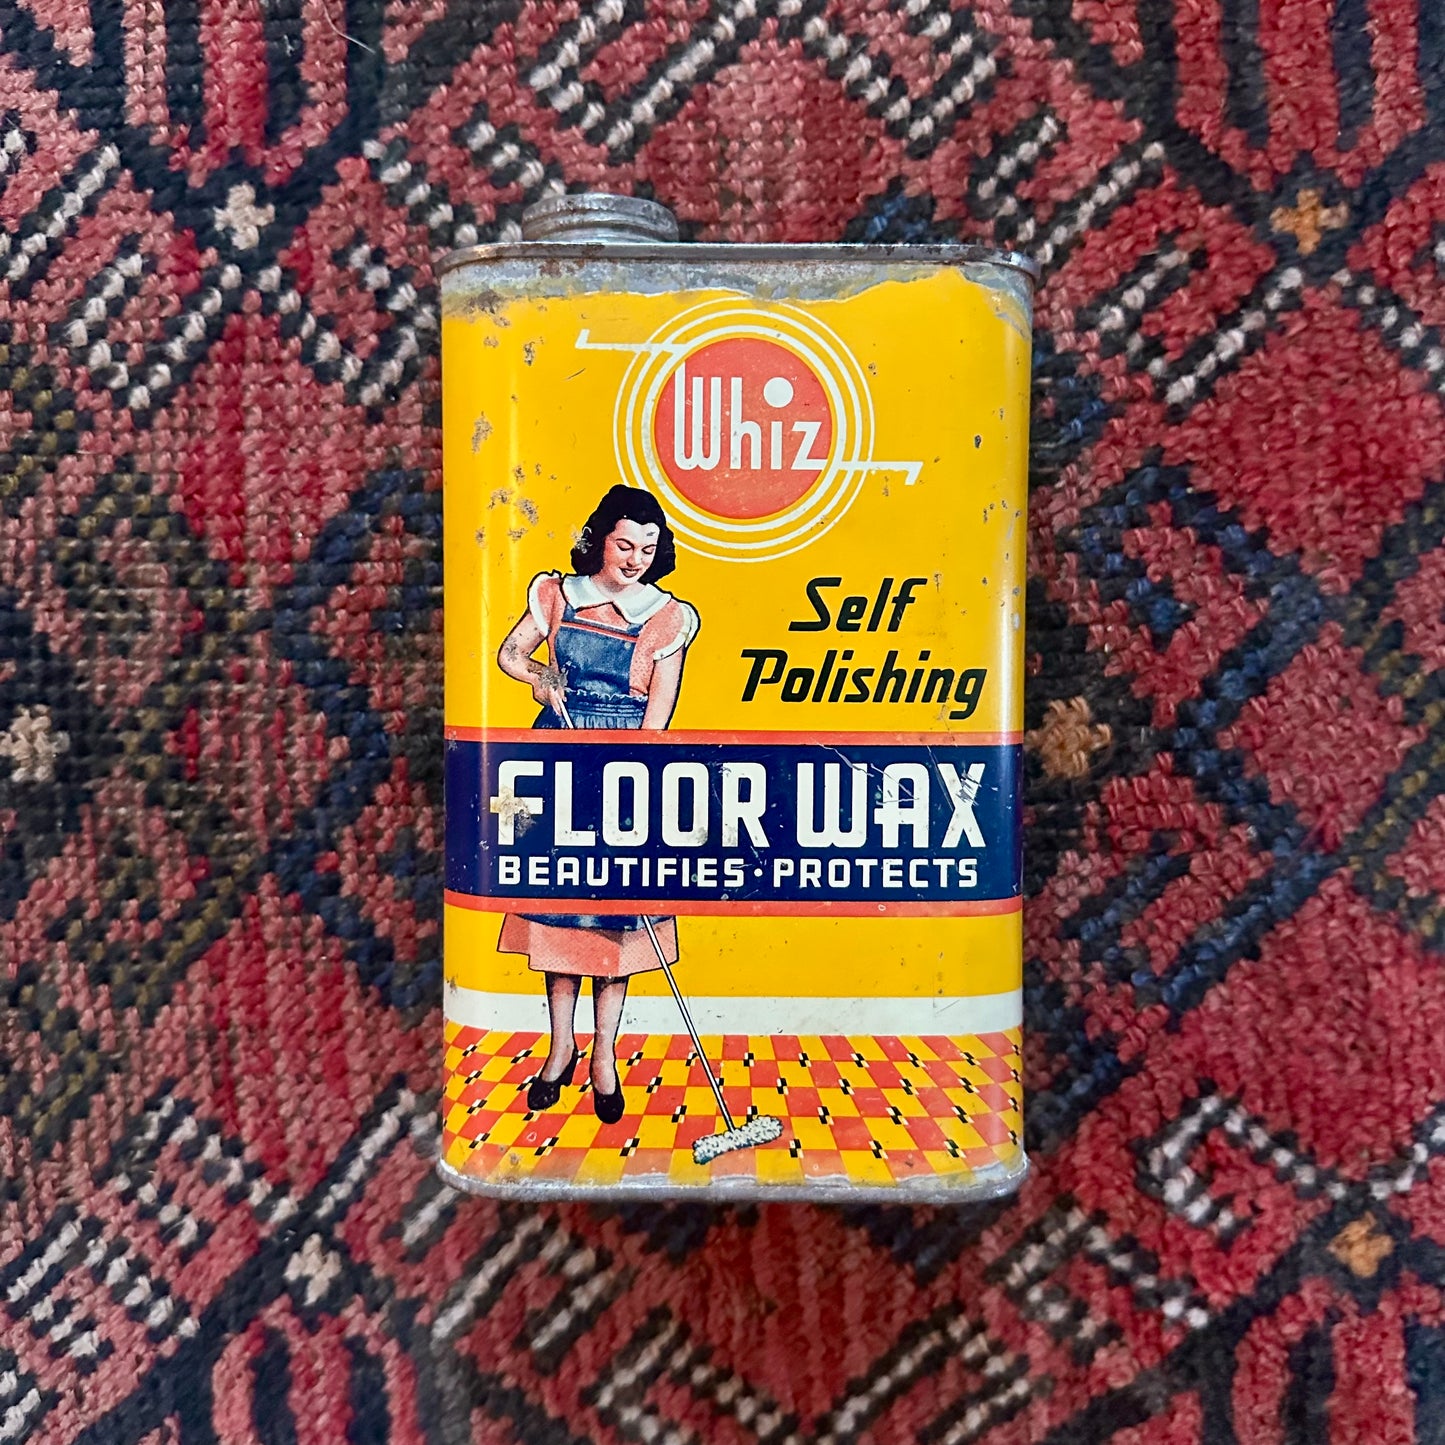 Whiz
Self
Polishing
FLOOR WAX
BEAUTIFIES · PROTECTS